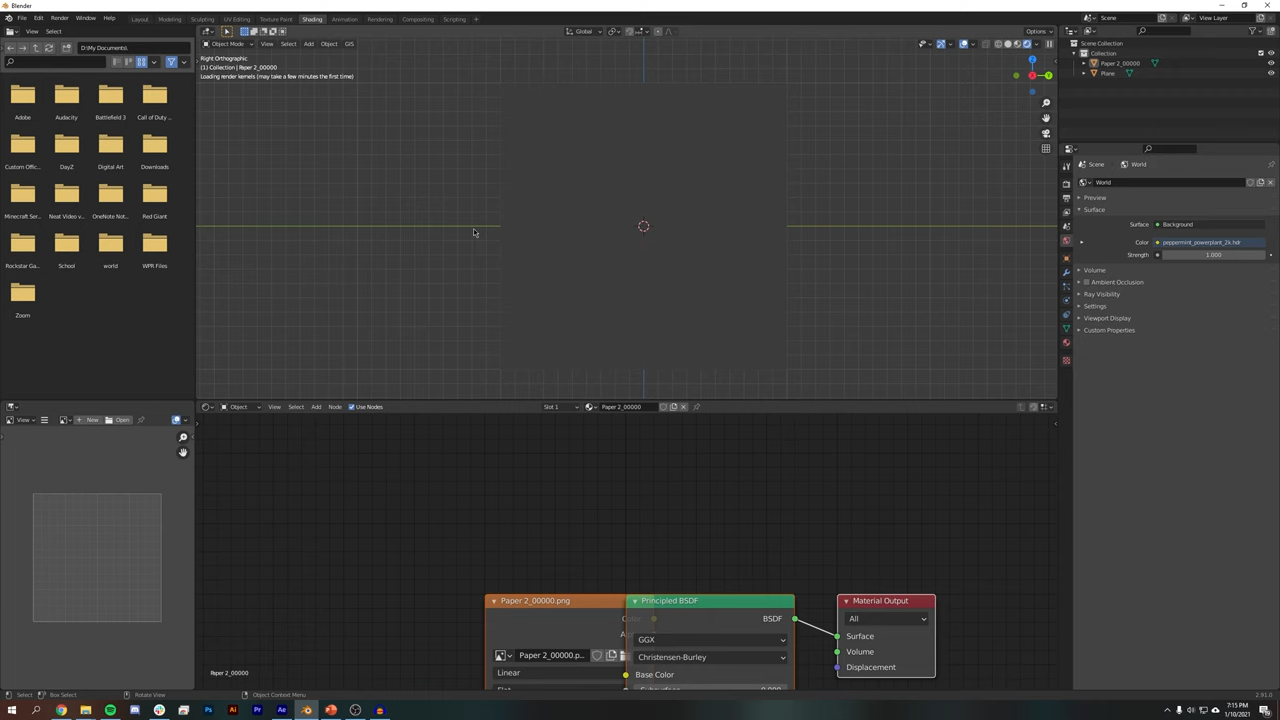 Blender
File Edit Render Window Help Layout Modeling Sculpting UV Editing Texture Paint Shading Animation Rendering Compositing Scripting + Scene View Layer
View Select Global Options
D:\My Documents\ Object Mode View Select Add Object GIS
Right Orthographic
(1) Collection | Paper 2_00000
Loading render kernels (may take a few minutes the first time)
Scene Collection
Collection
Paper 2_00000
Plane
Adobe Audacity Battlefield 3 Call of Duty ...
Custom Offic... DayZ Digital Art Downloads
Minecraft Ser... Neat Video v... OneNote Not... Red Giant
Rockstar Ga... School world WPR Files
Zoom
Scene World
World
Preview
Surface
Surface Background
Color peppermint_powerplant_2k.hdr
Strength 1.000
Volume
Ambient Occlusion
Ray Visibility
Settings
Viewport Display
Custom Properties
View New Open
Object View Select Add Node Use Nodes Slot 1 Paper 2_00000
Paper 2_00000.png
Paper 2_00000.p...
Linear
Principled BSDF
BSDF
GGX
Christensen-Burley
Base Color
Material Output
All
Surface
Volume
Displacement
Paper 2_00000
Select Box Select Rotate View Object Context Menu 2.91.0
7:15 PM
1/10/2021